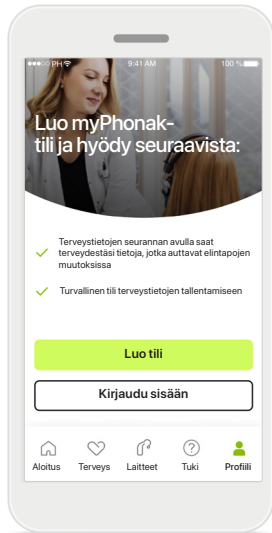 PH 9:41 AM 100 %
Luo myPhonak-
tili ja hyödy seuraavista:
Terveystietojen seurannan avulla saat
terveydestäsi tietoja, jotka auttavat elintapojen
muutoksissa
Turvallinen tili terveystietojen tallentamiseen
Luo tili
Kirjaudu sisään
Aloitus Terveys Laitteet Tuki Profiili